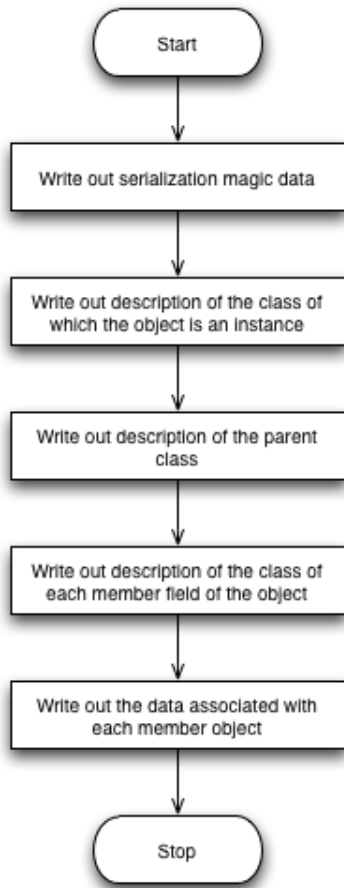 Start
Write out serialization magic data
Write out description of the class of
which the object is an instance
Write out description of the parent
class
Write out description of the class of
each member field of the object
Write out the data associated with
each member object
Stop